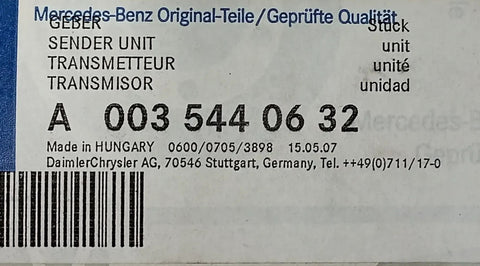 Mercedes-Benz Original-Teile/Geprüfte Qualität
GEBER Stück
SENDER UNIT unit
TRANSMETTEUR unité
TRANSMISOR unidad
A 003 544 06 32
Made in HUNGARY 0600/0705/3898 15.05.07
DaimlerChrysler AG, 70546 Stuttgart, Germany, Tel. ++49(0)711/17-0